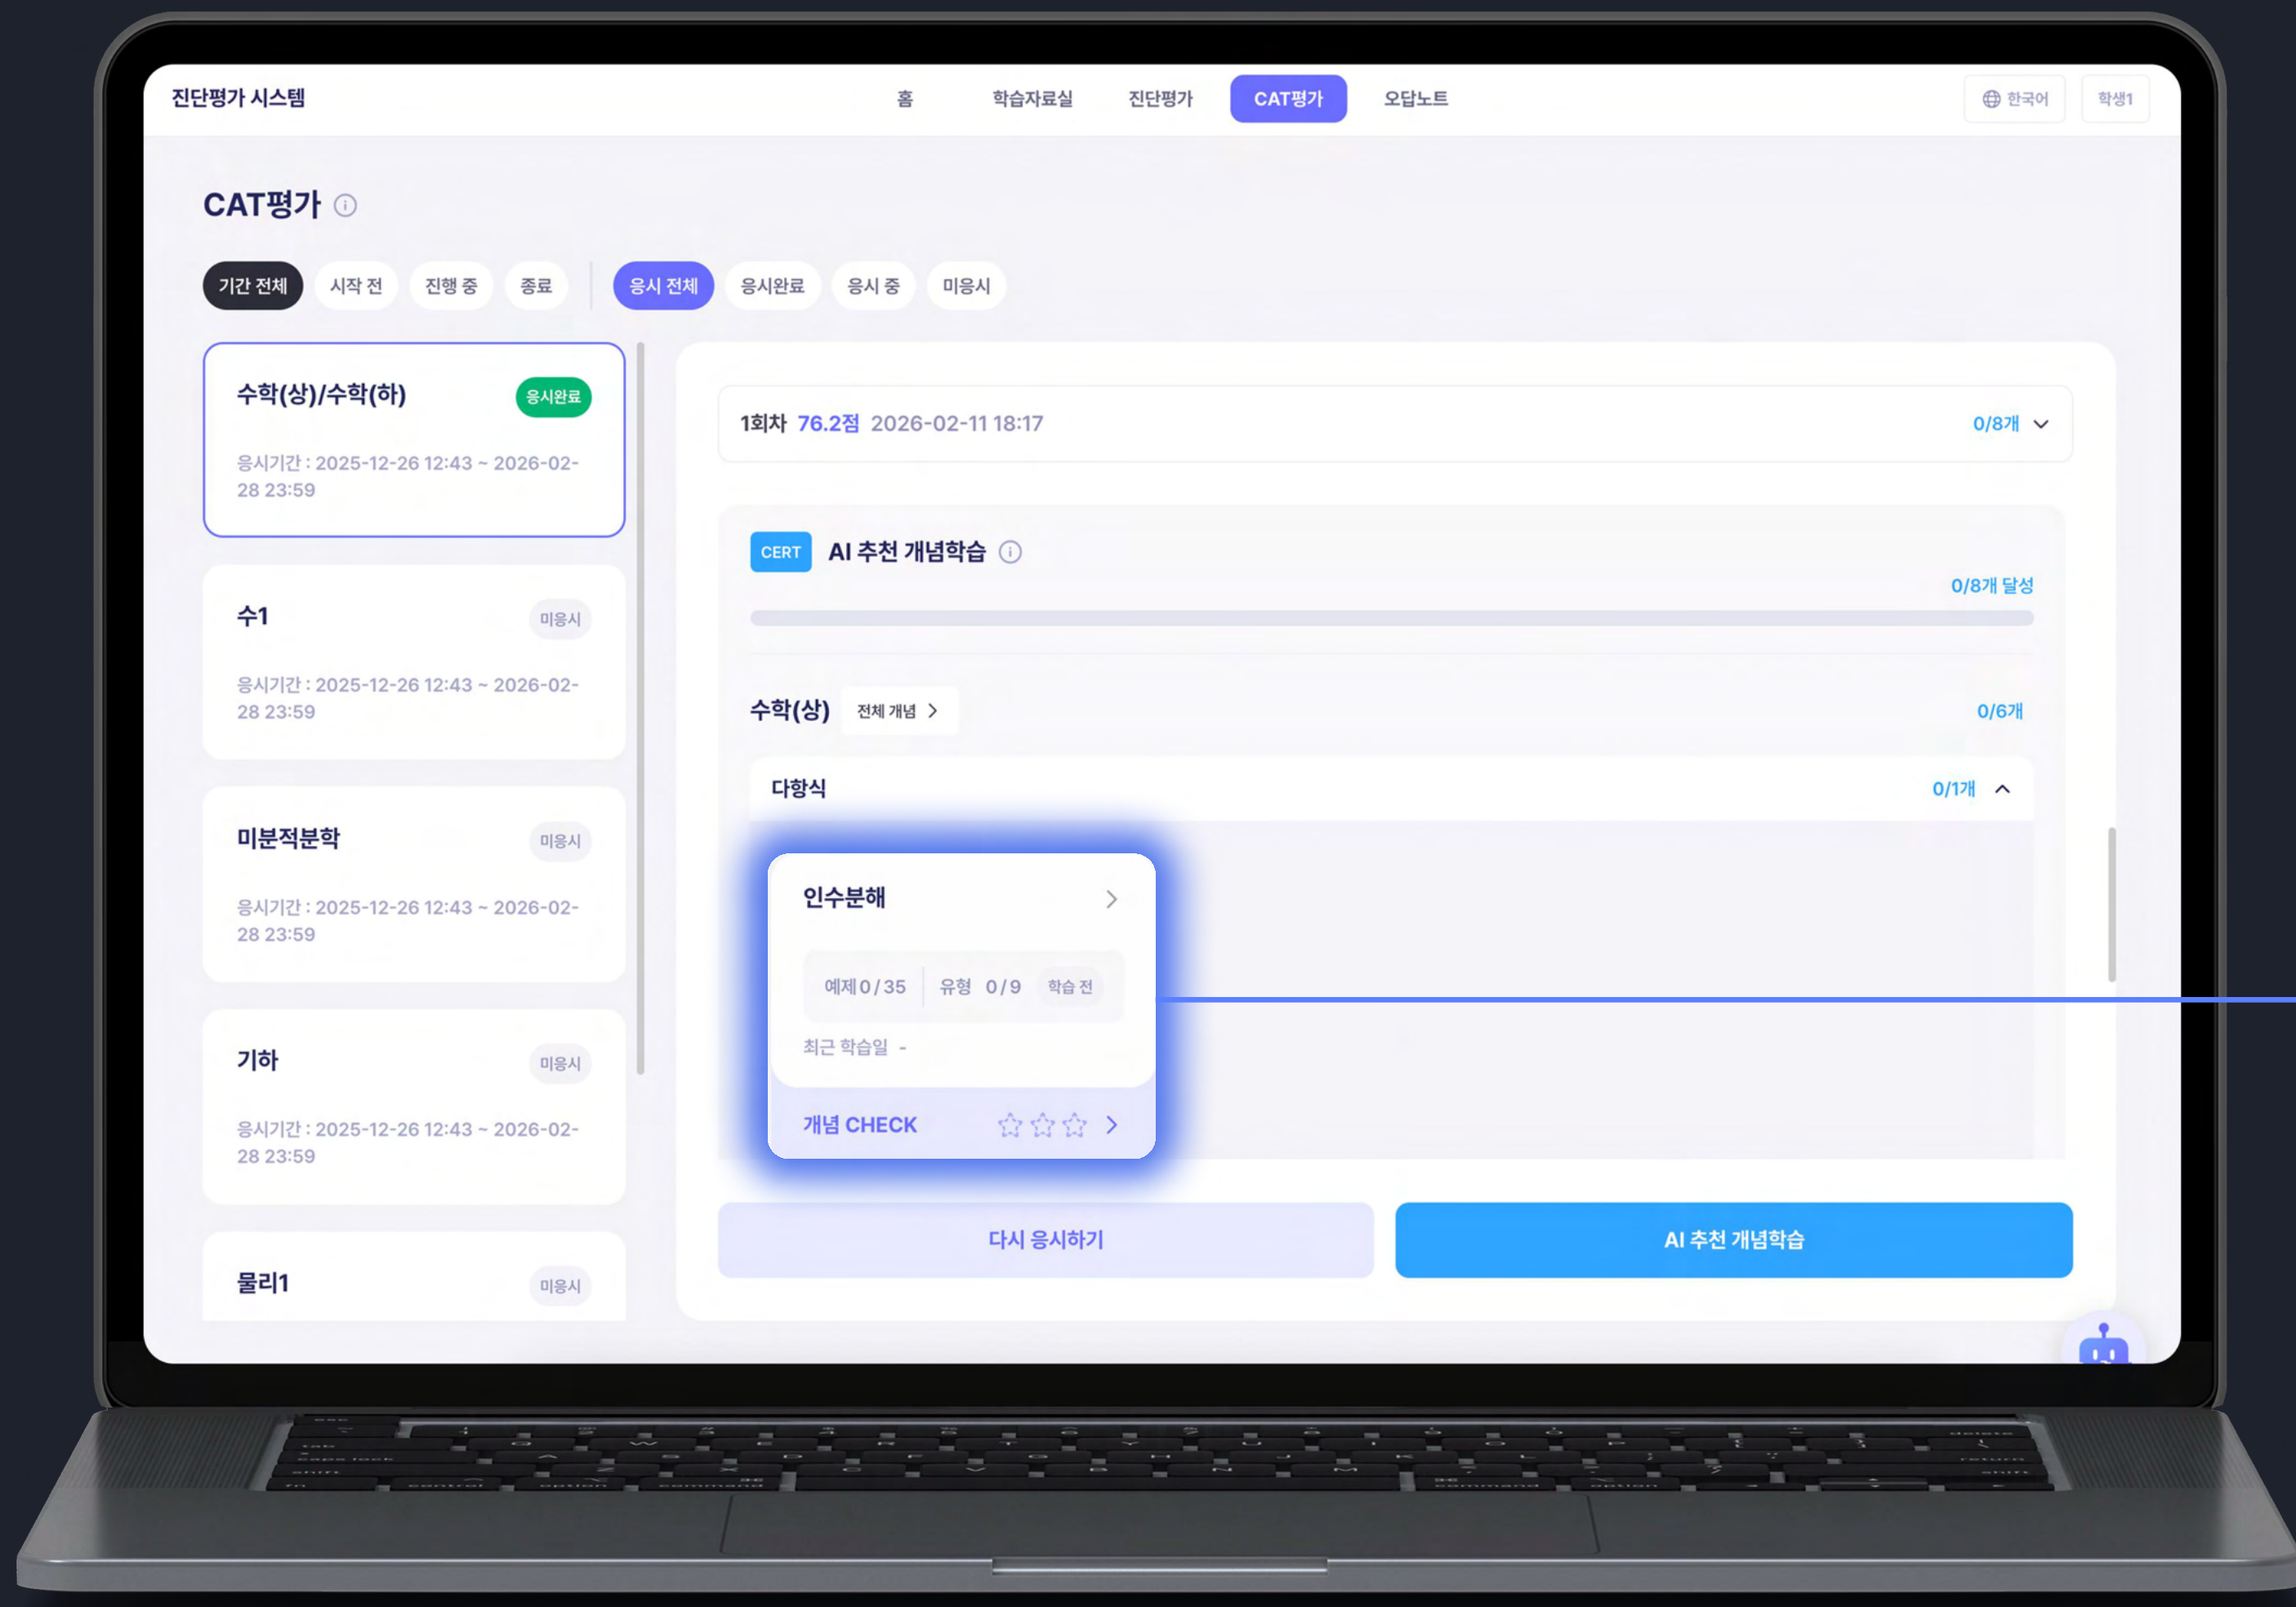 진단평가 시스템
홈
학습자료실
진단평가
CAT평가
오답노트
한국어
학생1
CAT평가
기간 전체
시작 전
진행 중
종료
응시 전체
응시완료
응시 중
미응시
수학(상)/수학(하)
응시완료
응시기간 : 2025-12-26 12:43 ~ 2026-02-
28 23:59
수1
미응시
응시기간 : 2025-12-26 12:43 ~ 2026-02-
28 23:59
미분적분학
미응시
응시기간 : 2025-12-26 12:43 ~ 2026-02-
28 23:59
기하
미응시
응시기간 : 2025-12-26 12:43 ~ 2026-02-
28 23:59
물리1
미응시
1회차 76.2점 2026-02-11 18:17
0/8개
CERT
AI 추천 개념학습
0/8개 달성
수학(상)
전체 개념
0/6개
다항식
0/1개
인수분해
예제 0 / 35
유형 0 / 9
학습 전
최근 학습일 -
개념 CHECK
다시 응시하기
AI 추천 개념학습